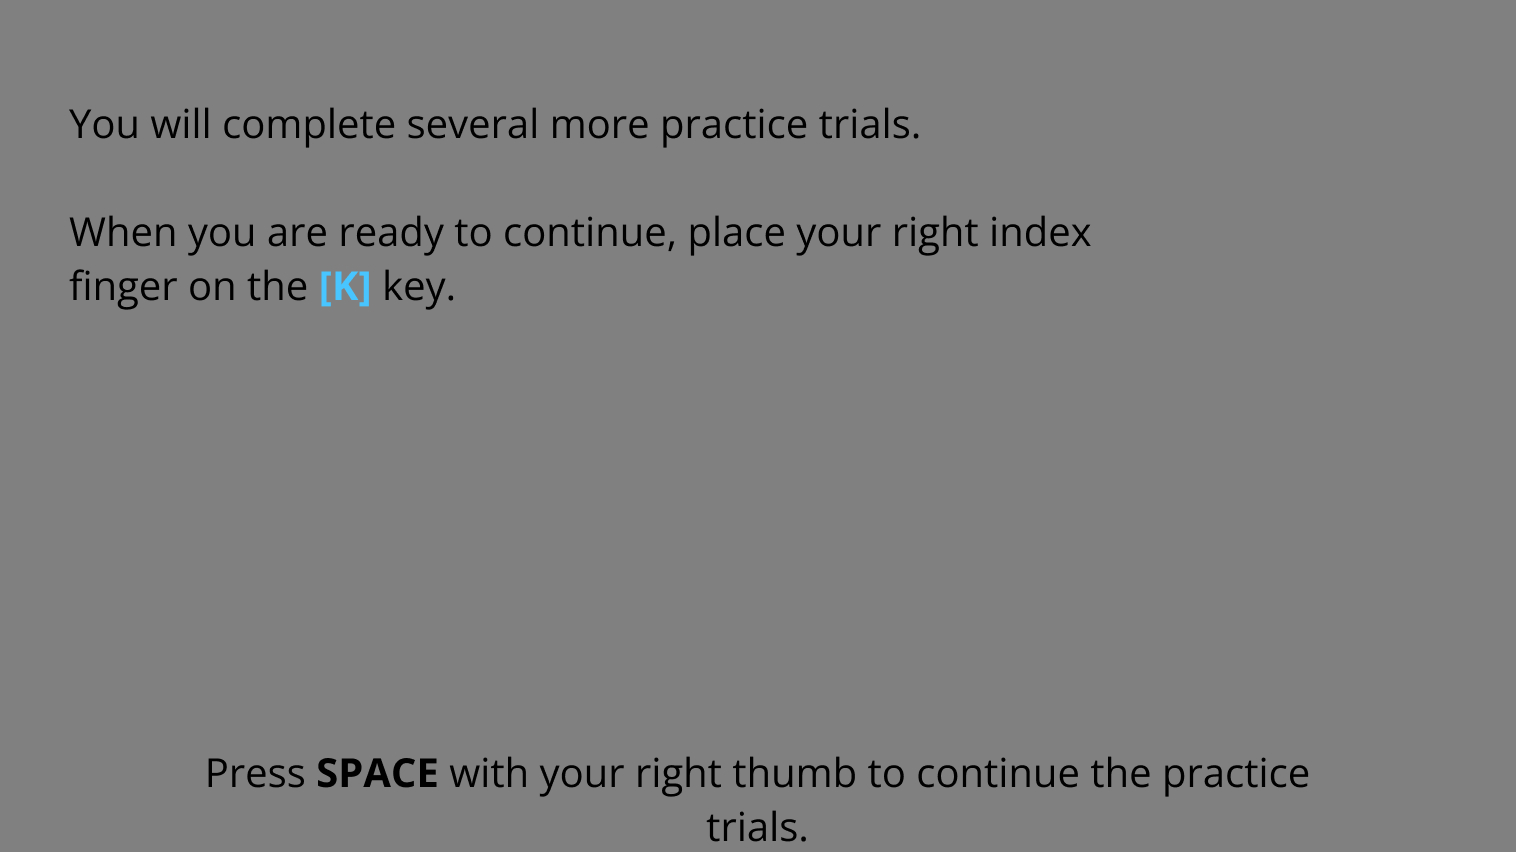 You will complete several more practice trials.
When you are ready to continue, place your right index
finger on the [K] key.
Press SPACE with your right thumb to continue the practice
trials.